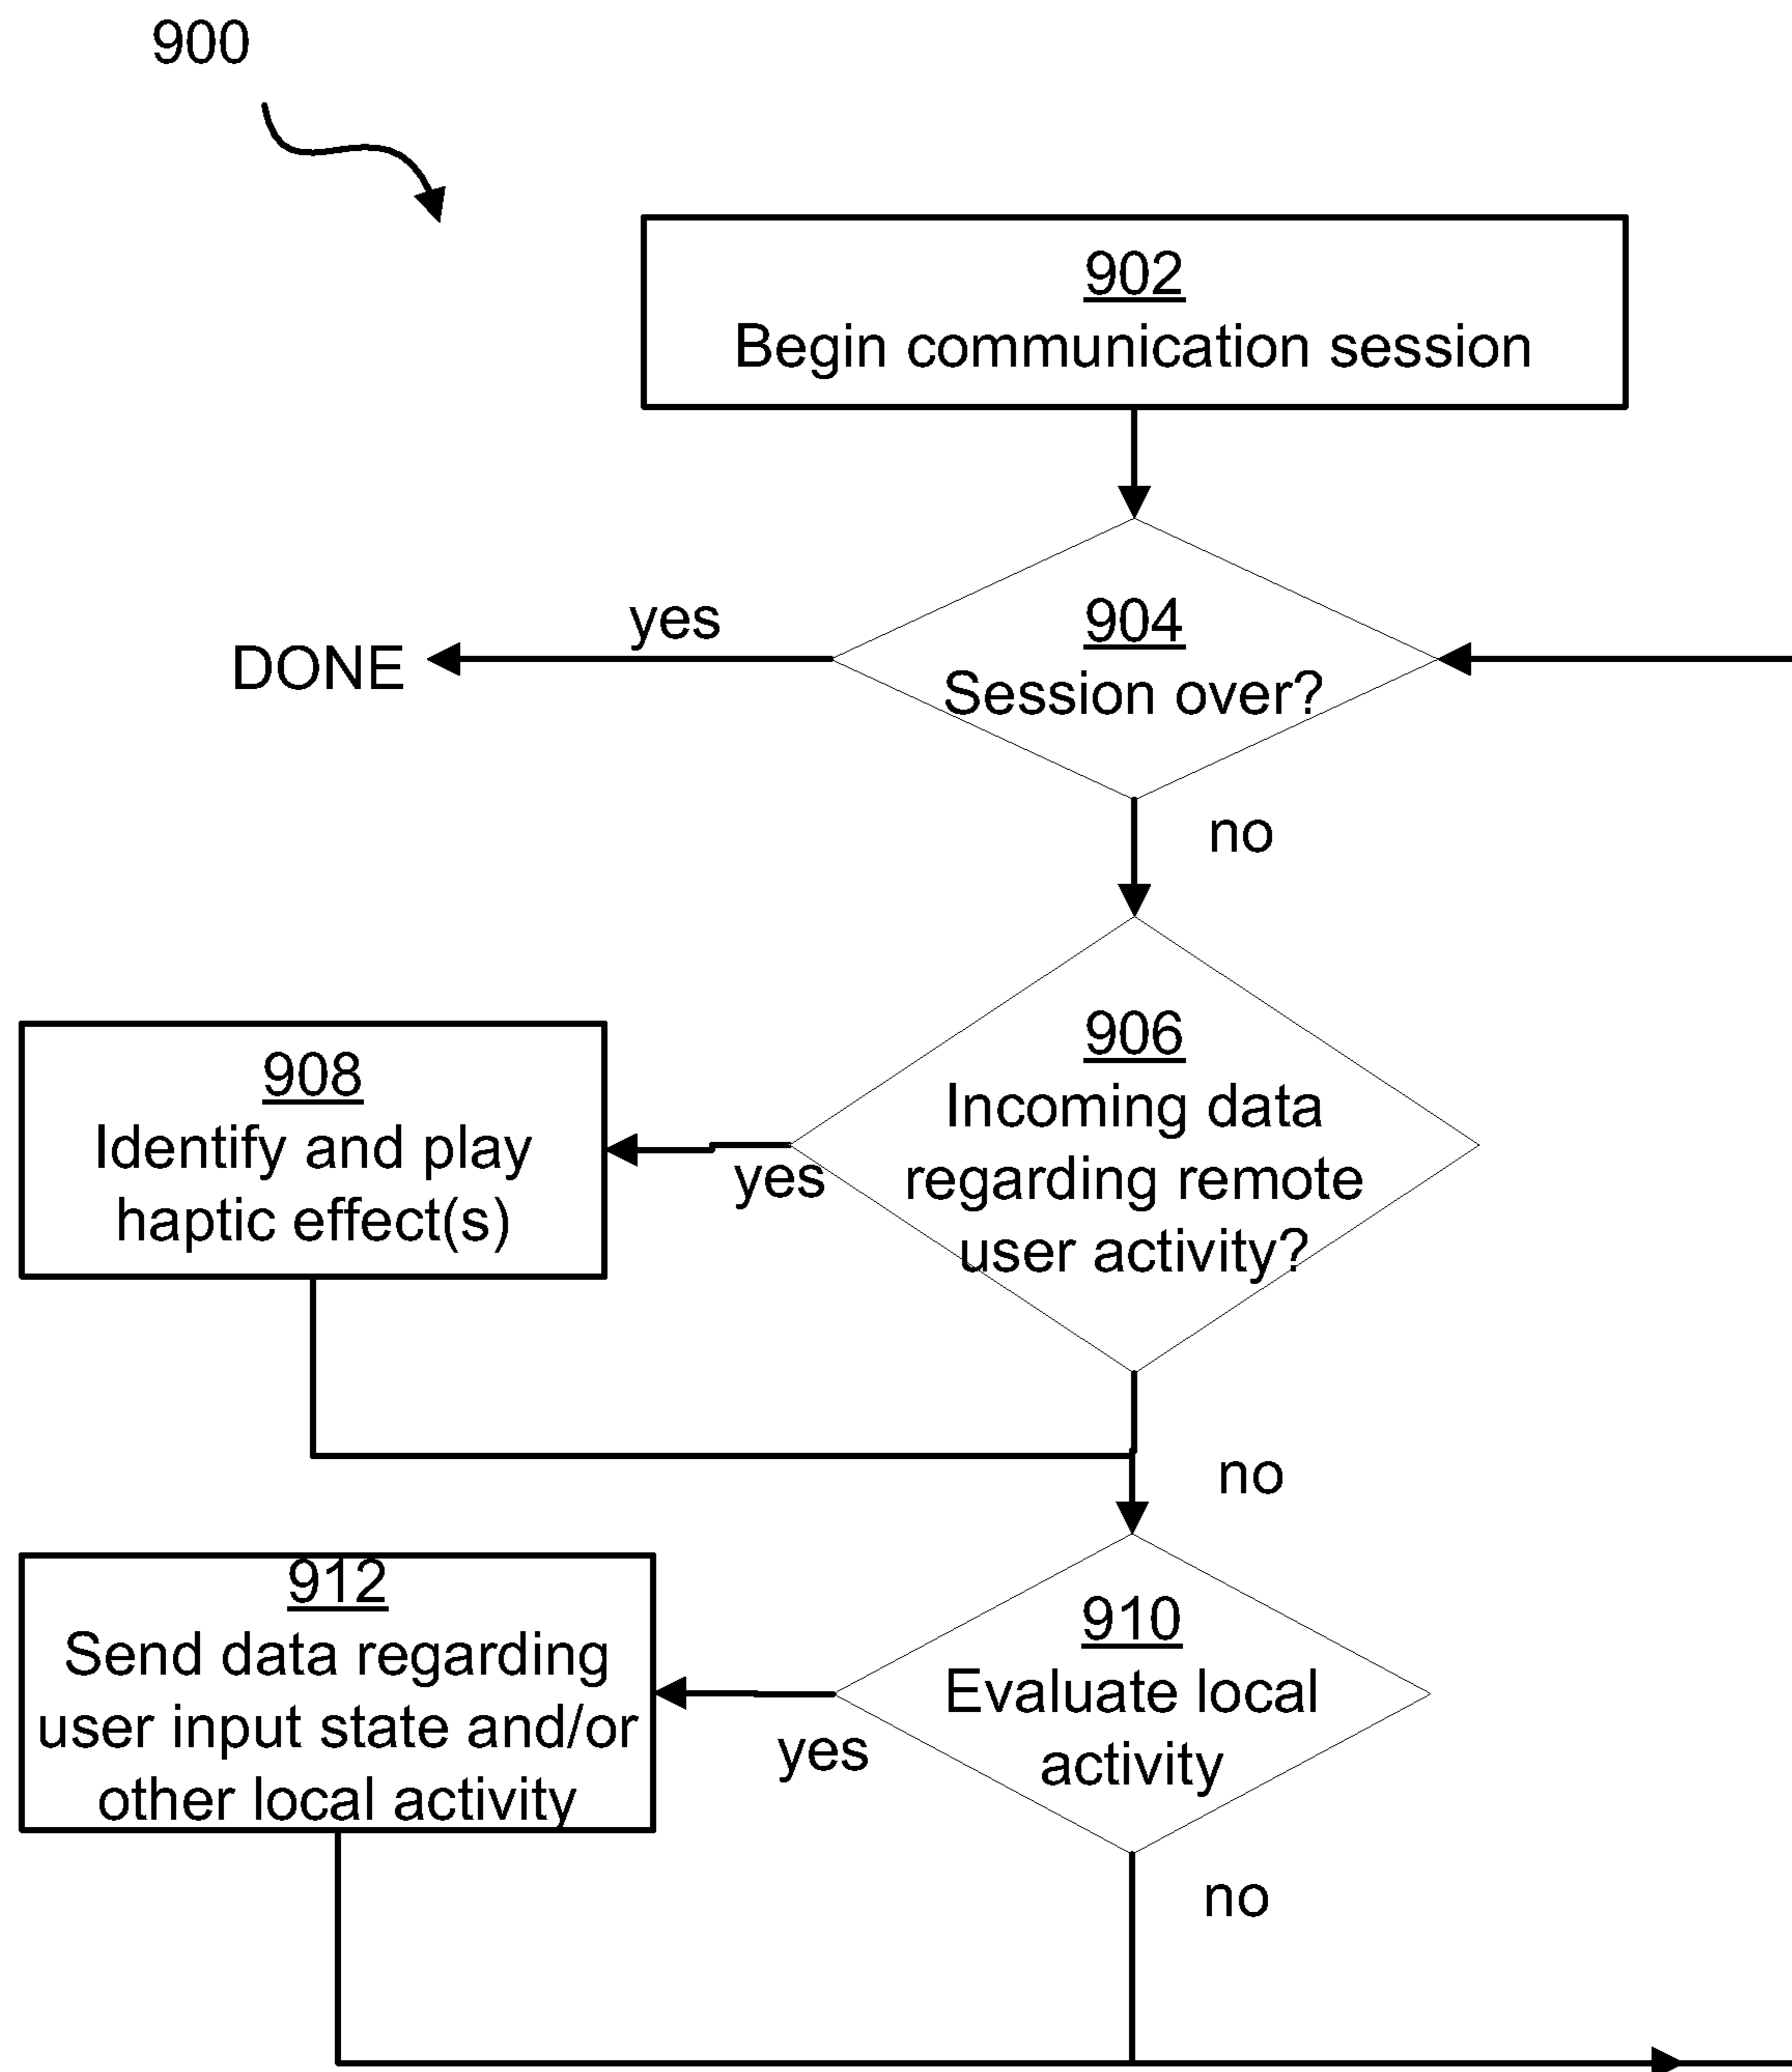 900
902
Begin communication session
904
Session over?
yes
DONE
no
906
Incoming data
regarding remote
user activity?
yes
908
Identify and play
haptic effect(s)
no
910
Evaluate local
activity
yes
912
Send data regarding
user input state and/or
other local activity
no